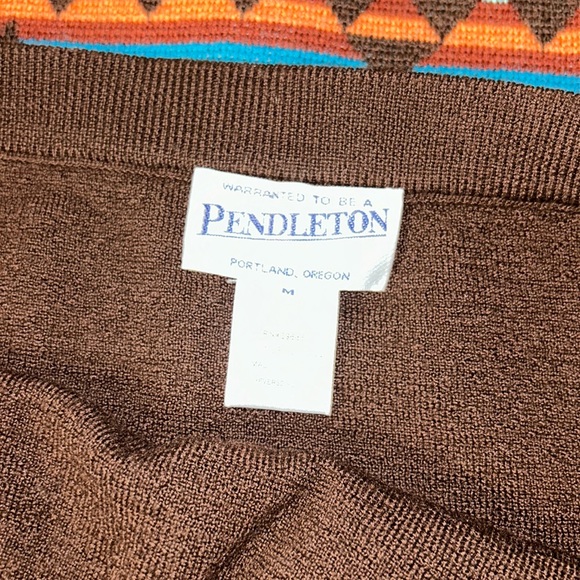 WARRANTED TO BE A
PENDLETON
PORTLAND, OREGON
M